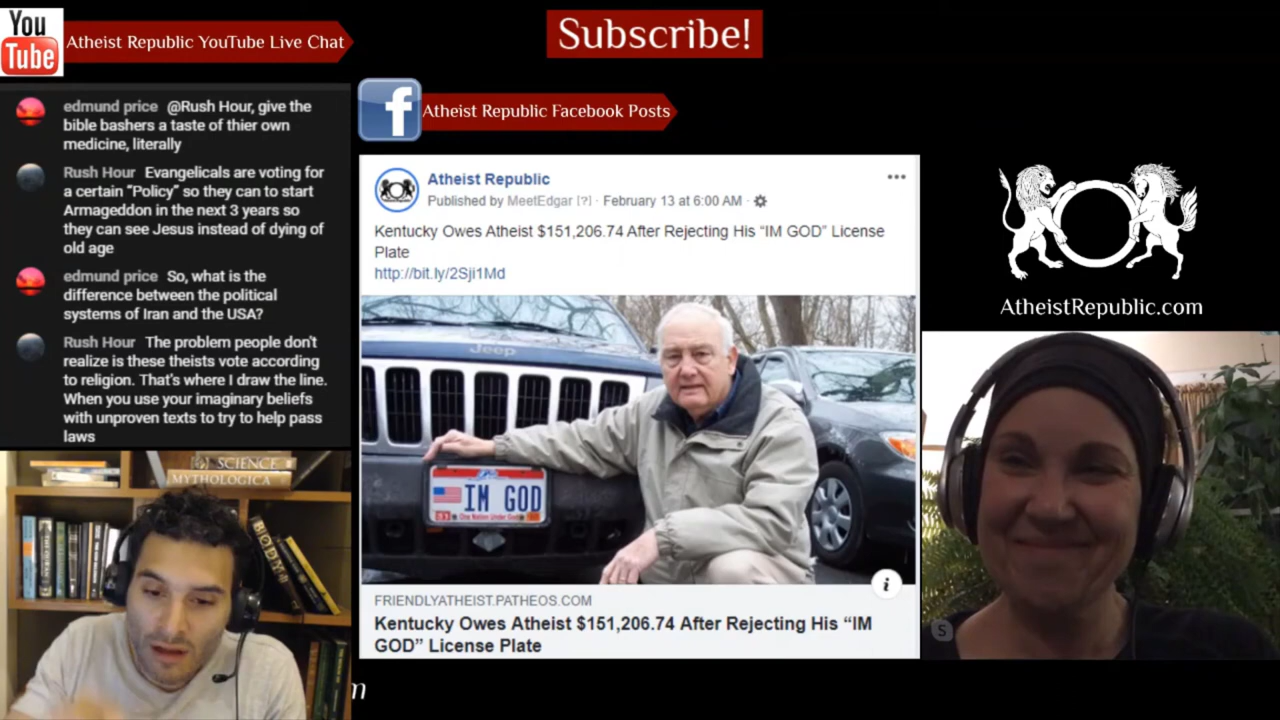 You
Tube
Atheist Republic YouTube Live Chat
Subscribe!
edmund price @Rush Hour, give the
bible bashers a taste of thier own
medicine, literally
Rush Hour Evangelicals are voting for
a certain "Policy" so they can to start
Armageddon in the next 3 years so
they can see Jesus instead of dying of
old age
edmund price So, what is the
difference between the political
systems of Iran and the USA?
Rush Hour The problem people don't
realize is these theists vote according
to religion. That's where I draw the line.
When you use your imaginary beliefs
with unproven texts to try to help pass
laws
f
Atheist Republic Facebook Posts
Atheist Republic
Published by MeetEdgar [?] · February 13 at 6:00 AM ·
Kentucky Owes Atheist $151,206.74 After Rejecting His “IM GOD” License
Plate
http://bit.ly/2Sji1Md
Jeep
IM GOD
One Nation Under God
i
FRIENDLYATHEIST.PATHEOS.COM
Kentucky Owes Atheist $151,206.74 After Rejecting His “IM
GOD” License Plate
AtheistRepublic.com
S
SCIENCE
MYTHOLOGICA
BODY
m